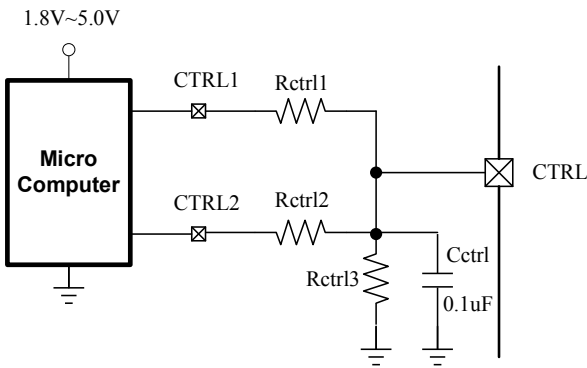 1.8V~5.0V
CTRL1
Rctrl1
Micro
Computer
CTRL
CTRL2
Rctrl2
Rctrl3
Cctrl
0.1uF